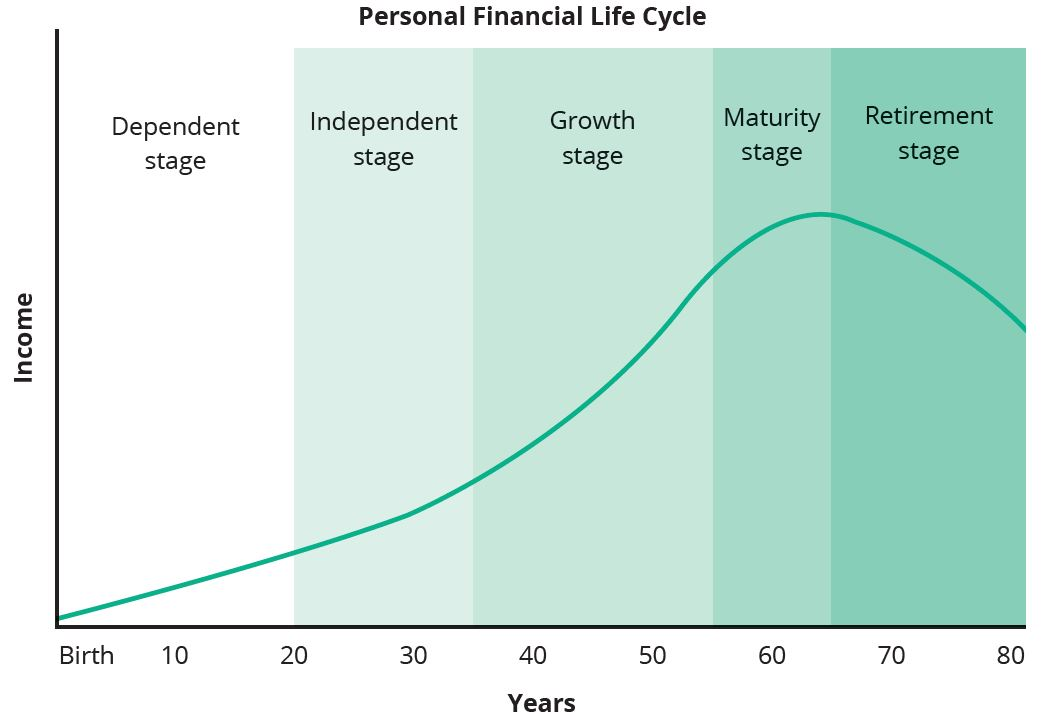 Personal Financial Life Cycle
Dependent
stage
Independent
stage
Growth
stage
Maturity
stage
Retirement
stage
Income
Birth 10 20 30 40 50 60 70 80
Years